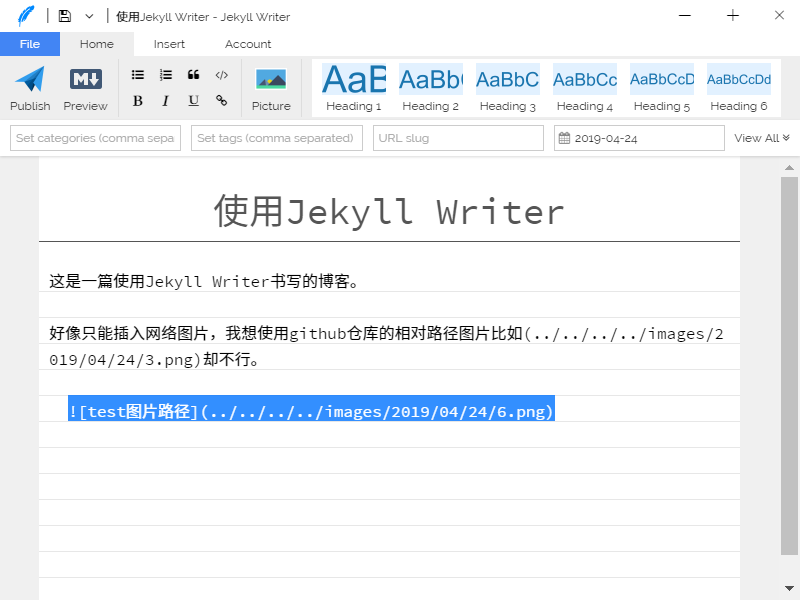 使用Jekyll Writer - Jekyll Writer
File Home Insert Account
B I U
Publish Preview Picture
AaB AaBb( AaBbC AaBbCc AaBbCcD AaBbCcDd
Heading 1 Heading 2 Heading 3 Heading 4 Heading 5 Heading 6
Set categories (comma sepa Set tags (comma separated) URL slug 2019-04-24 View All
使用Jekyll Writer
这是一篇使用Jekyll Writer书写的博客。
好像只能插入网络图片，我想使用github仓库的相对路径图片比如(../../../../images/2
019/04/24/3.png)却不行。
![test图片路径](../../../../images/2019/04/24/6.png)